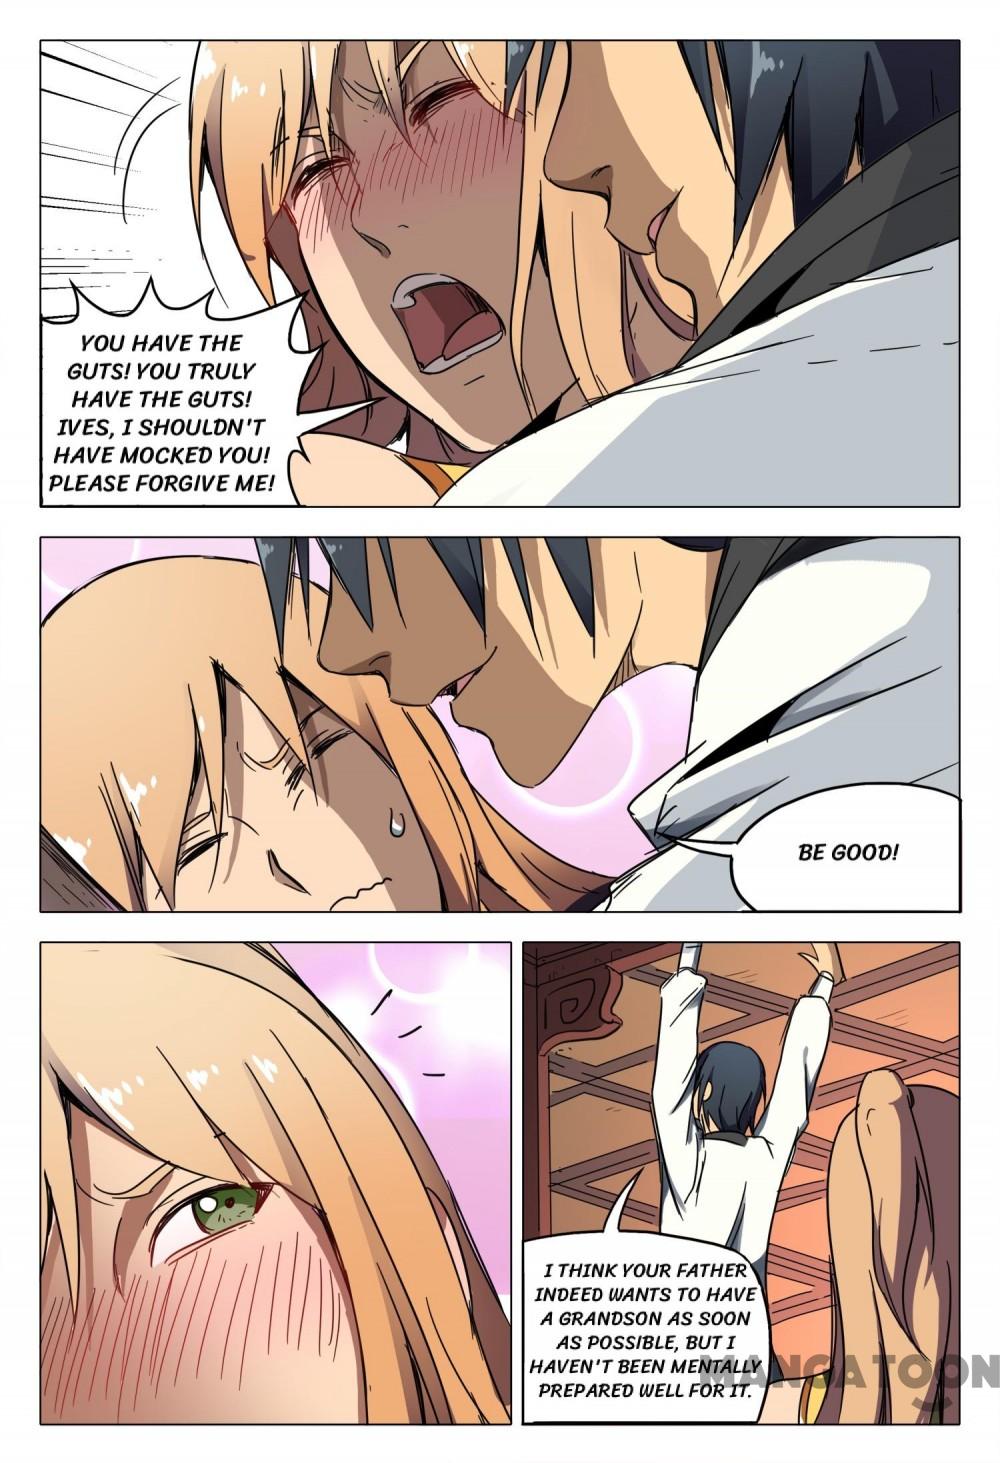 YOU HAVE THE
GUTS! YOU TRULY
HAVE THE GUTS!
IVES, I SHOULDN'T
HAVE MOCKED YOU!
PLEASE FORGIVE ME!
BE GOOD!
I THINK YOUR FATHER
INDEED WANTS TO HAVE
A GRANDSON AS SOON
AS POSSIBLE, BUT I
HAVEN'T BEEN MENTALLY
PREPARED WELL FOR IT.
MANGATOON